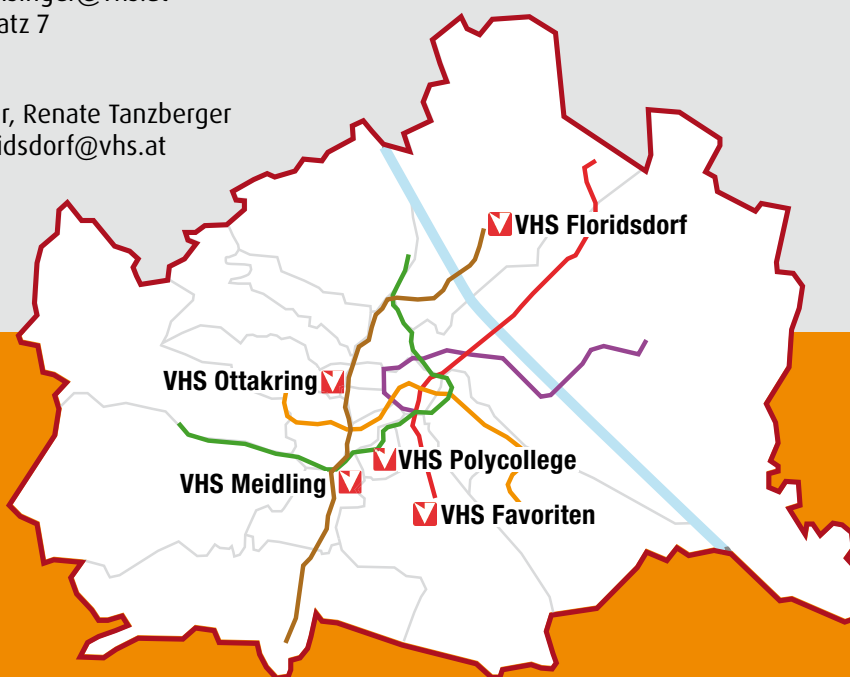 atz 7
r, Renate Tanzberger
idsdorf@vhs.at
VHS Floridsdorf
VHS Ottakring
VHS Polycollege
VHS Meidling
VHS Favoriten